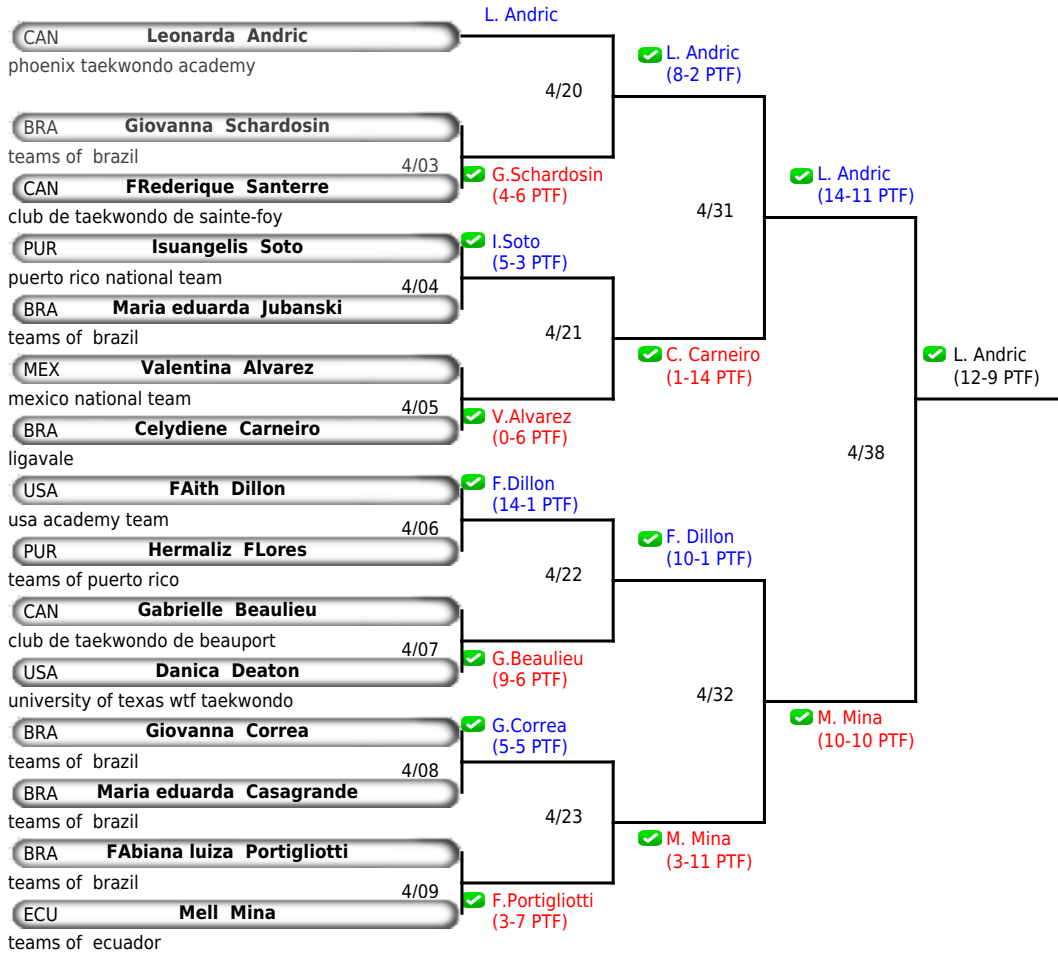 L. Andric
CAN Leonarda Andric
phoenix taekwondo academy
L. Andric
(8-2 PTF)
4/20
BRA Giovanna Schardosin
teams of brazil
4/03
G.Schardosin
(4-6 PTF)
CAN FRederique Santerre
club de taekwondo de sainte-foy
L. Andric
(14-11 PTF)
4/31
PUR Isuangelis Soto
I.Soto
(5-3 PTF)
puerto rico national team
4/04
BRA Maria eduarda Jubanski
teams of brazil
4/21
MEX Valentina Alvarez
C. Carneiro
(1-14 PTF)
L. Andric
(12-9 PTF)
mexico national team
4/05
V.Alvarez
(0-6 PTF)
BRA Celydiene Carneiro
ligavale
4/38
USA FAith Dillon
F.Dillon
(14-1 PTF)
usa academy team
4/06
PUR Hermaliz FLores
teams of puerto rico
F. Dillon
(10-1 PTF)
4/22
CAN Gabrielle Beaulieu
club de taekwondo de beauport
4/07
G.Beaulieu
(9-6 PTF)
USA Danica Deaton
university of texas wtf taekwondo
4/32
BRA Giovanna Correa
G.Correa
(5-5 PTF)
M. Mina
(10-10 PTF)
teams of brazil
4/08
BRA Maria eduarda Casagrande
teams of brazil
4/23
BRA FAbiana luiza Portigliotti
M. Mina
(3-11 PTF)
teams of brazil
4/09
F.Portigliotti
(3-7 PTF)
ECU Mell Mina
teams of ecuador